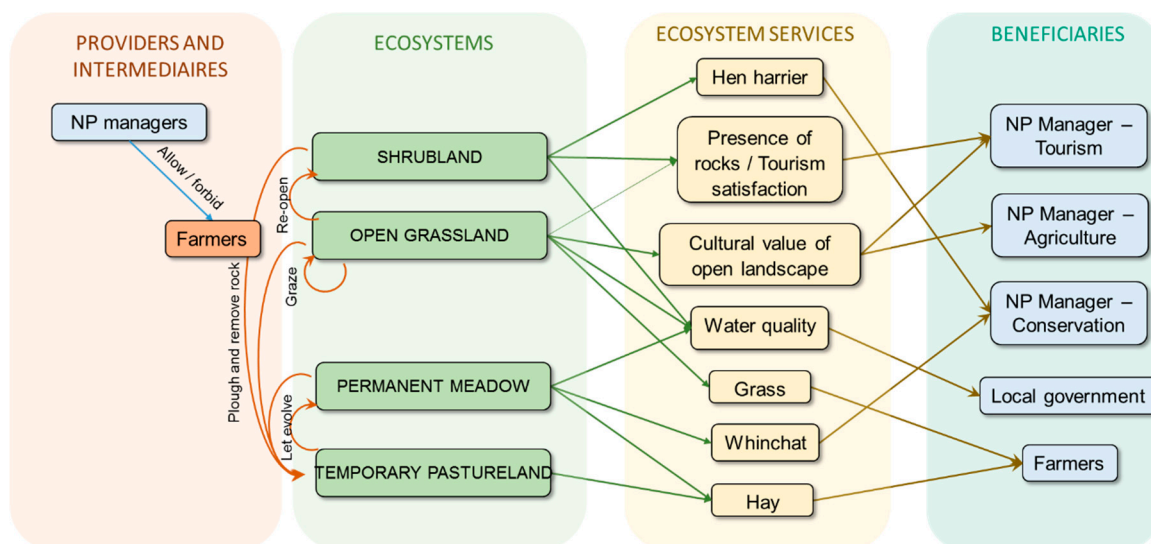 PROVIDERS AND
INTERMEDIAIRES
NP managers
Allow / forbid
Farmers
Plough and remove rock
ECOSYSTEMS
SHRUBLAND
Re-open
OPEN GRASSLAND
Graze
PERMANENT MEADOW
Let evolve
TEMPORARY PASTURELAND
ECOSYSTEM SERVICES
Hen harrier
Presence of
rocks / Tourism
satisfaction
Cultural value of
open landscape
Water quality
Grass
Whinchat
Hay
BENEFICIARIES
NP Manager –
Tourism
NP Manager –
Agriculture
NP Manager –
Conservation
Local government
Farmers